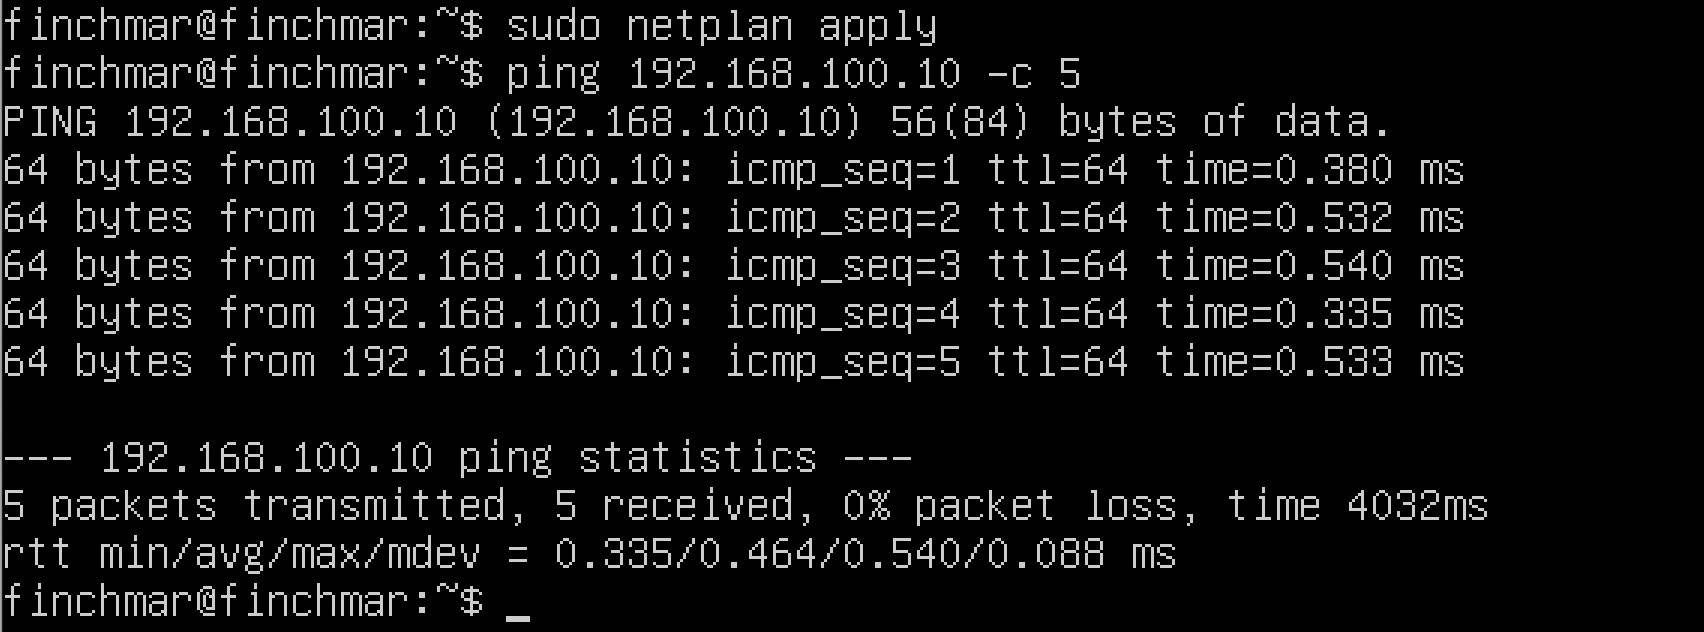 finchmar@finchmar:~$ sudo netplan apply
finchmar@finchmar:~$ ping 192.168.100.10 -c 5
PING 192.168.100.10 (192.168.100.10) 56(84) bytes of data.
64 bytes from 192.168.100.10: icmp_seq=1 ttl=64 time=0.380 ms
64 bytes from 192.168.100.10: icmp_seq=2 ttl=64 time=0.532 ms
64 bytes from 192.168.100.10: icmp_seq=3 ttl=64 time=0.540 ms
64 bytes from 192.168.100.10: icmp_seq=4 ttl=64 time=0.335 ms
64 bytes from 192.168.100.10: icmp_seq=5 ttl=64 time=0.533 ms
--- 192.168.100.10 ping statistics ---
5 packets transmitted, 5 received, 0% packet loss, time 4032ms
rtt min/avg/max/mdev = 0.335/0.464/0.540/0.088 ms
finchmar@finchmar:~$ _